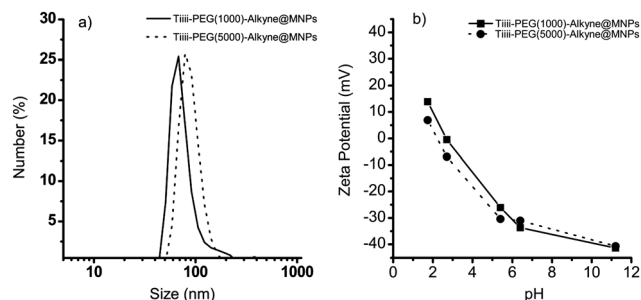 a)
Tiiii-PEG(1000)-Alkyne@MNPs
Tiiii-PEG(5000)-Alkyne@MNPs
30
25
20
15
10
5
Number (%)
10
100
1000
Size (nm)
b)
Tiiii-PEG(1000)-Alkyne@MNPs
Tiiii-PEG(5000)-Alkyne@MNPs
40
30
20
10
0
-10
-20
-30
-40
Zeta Potential (mV)
0
2
4
6
8
10
12
pH